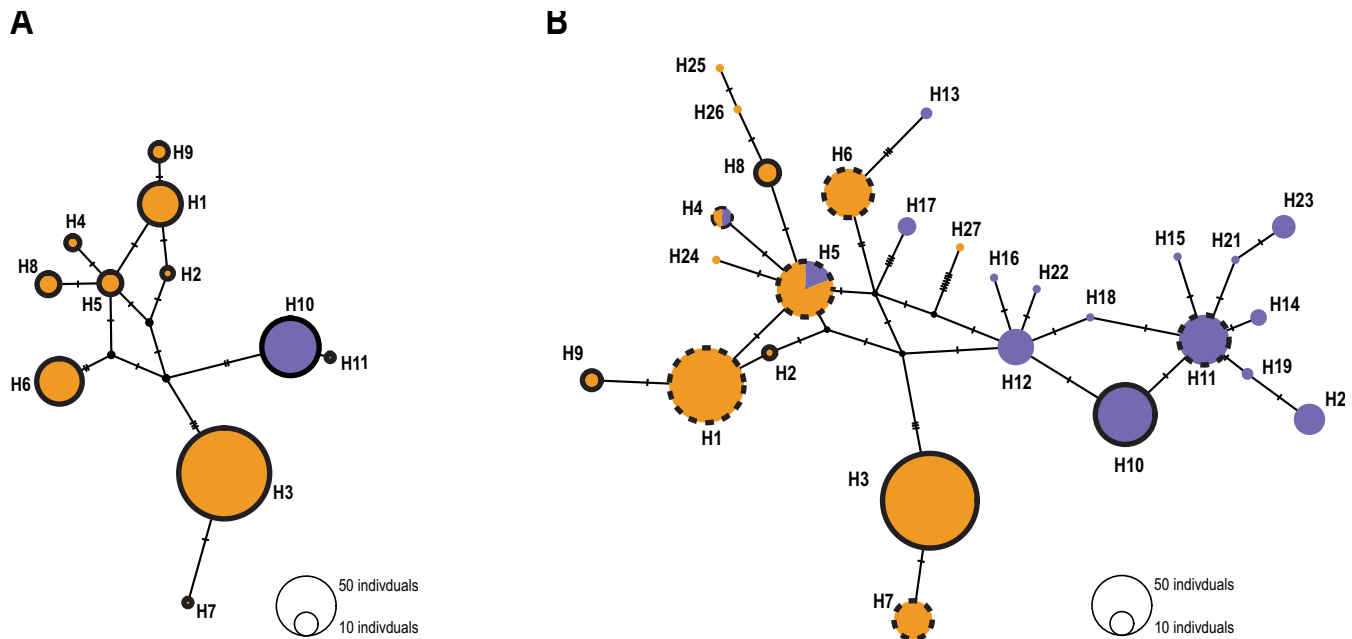 A
B
H25
H26
H13
H9
H6
H8
H1
H23
H4
H17
H4
H27
H15
H21
H8
H2
H24
H5
H16
H22
H5
H18
H14
H10
H11
H12
H11
H19
H6
H9
H2
H2
H1
H10
H3
H3
50 indivduals
50 indivduals
H7
H7
10 indivduals
10 indivduals